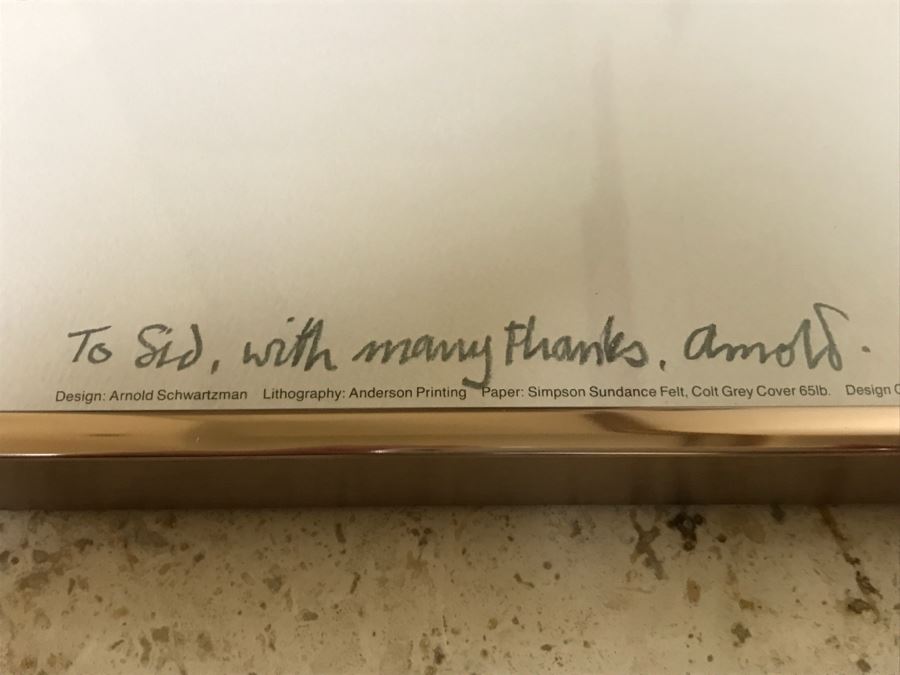 To Sid, with many thanks, Arnold.
Design: Arnold Schwartzman Lithography: Anderson Printing Paper: Simpson Sundance Felt, Colt Grey Cover 65lb. Design